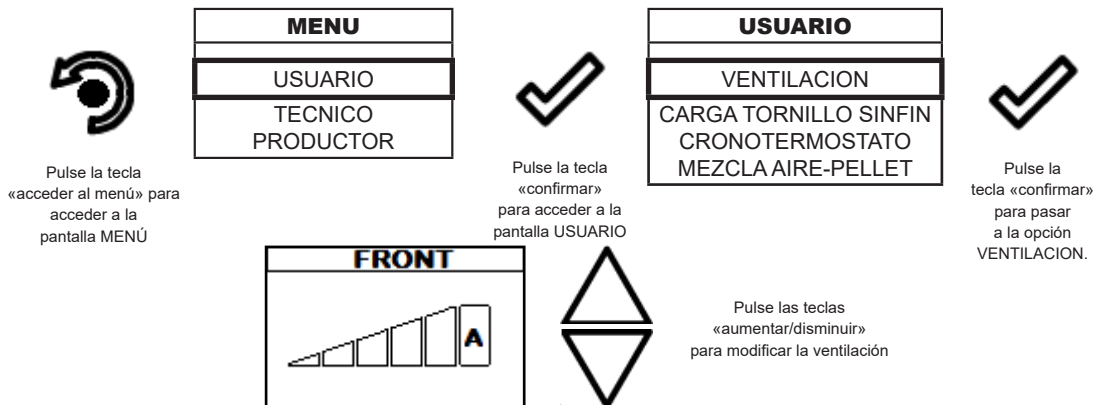 MENU
USUARIO
TECNICO
PRODUCTOR
Pulse la tecla
«acceder al menú» para
acceder a la
pantalla MENÚ
Pulse la tecla
«confirmar»
para acceder a la
pantalla USUARIO
USUARIO
VENTILACION
CARGA TORNILLO SINFIN
CRONOTERMOSTATO
MEZCLA AIRE-PELLET
Pulse la
tecla «confirmar»
para pasar
a la opción
VENTILACION.
FRONT
A
Pulse las teclas
«aumentar/disminuir»
para modificar la ventilación